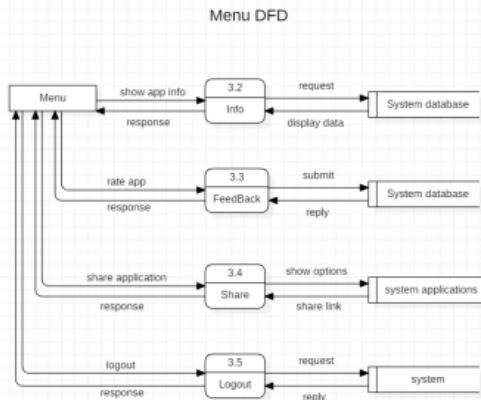 Menu DFD
3.2
show app info
request
Menu
Info
System database
response
display data
3.3
rate app
submit
FeedBack
System database
response
reply
3.4
share application
show options
Share
system applications
response
share link
3.5
logout
request
Logout
system
response
reply